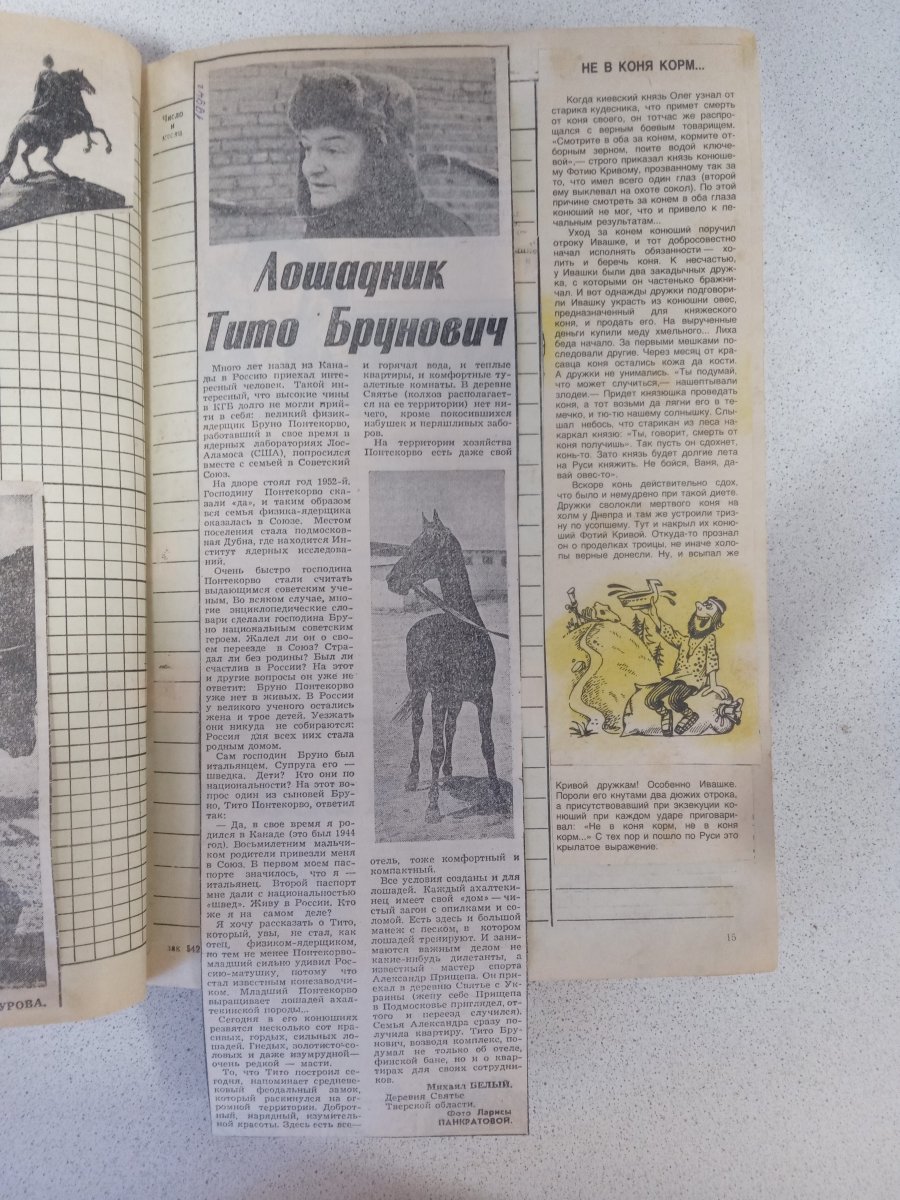 Число
и
число
1994г
Лошадник
Тито Брунович
Много лет назад из Кана-
ды в Россию приехал инте-
ресный человек. Такой ин-
тересный, что высокие чины
в КГБ долго не могли прий-
ти в себя: великий физик-
ядерщик Бруно Понтекорво,
работавший в свое время в
ядерных лабораториях Лос-
Аламоса (США), попросился
вместе с семьей в Советский
Союз.
На дворе стоял год 1952-й.
Господину Понтекорво ска-
зали «да», и таким образом
вся семья физика-ядерщика
оказалась в Союзе. Местом
поселения стала подмосков-
ная Дубна, где находится Ин-
ститут ядерных исследова-
ний.
Очень быстро господина
Понтекорво стали считать
выдающимся советским уче-
ным. Во всяком случае, мно-
гие энциклопедические сло-
вари сделали господина Бру-
но национальным советским
героем. Жалел ли он о сво-
ем переезде в Союз? Стра-
дал ли без родины? Был ли
счастлив в России? На этот
и другие вопросы он уже не
ответит: Бруно Понтекорво
уже нет в живых. В России
у великого ученого остались
жена и трое детей. Уезжать
они никуда не собираются:
Россия для всех них стала
родным домом.
Сам господин Бруно был
итальянцем. Супруга его —
шведка. Дети? Кто они по
национальности? На этот во-
прос один из сыновей Бру-
но, Тито Понтекорво, ответил
так:
— Да, в свое время я ро-
дился в Канаде (это был 1944
год). Восьмилетним мальчи-
ком родители привезли меня
в Союз. В первом моем пас-
порте значилось, что я —
итальянец. Второй паспорт
мне дали с национальностью
«швед». Живу в России. Кто
же я на самом деле?
Я хочу рассказать о Тито,
который, увы, не стал, как
отец, физиком-ядерщиком,
но тем не менее Понтекорво-
младший сильно удивил Рос-
сию-матушку, потому что
стал известным конезаводчи-
ком. Младший Понтекорво
выращивает лошадей ахал-
текинской породы...
Сегодня в его конюшнях
резвятся несколько сот кра-
сивых, гордых, сильных ло-
шадей. Гнедых, золотисто-со-
ловых и даже изумрудной—
очень редкой — масти.
То, что Тито построил се-
годня, напоминает средневе-
ковый феодальный замок,
который раскинулся на ог-
ромной территории. Доброт-
ный, нарядный, изумитель-
ной красоты. Здесь есть все—
и горячая вода, и теплые
квартиры, и комфортные ту-
алетные комнаты. В деревне
Святье (колхоз располагает-
ся на ее территории) нет ни-
чего, кроме покосившихся
избушек и неряшливых забо-
ров.
На территории хозяйства
Понтекорво есть даже свой
отель, тоже комфортный и
компактный.
Все условия созданы и для
лошадей. Каждый ахалтеки-
нец имеет свой «дом» — чи-
стый загон с опилками и со-
ломой. Есть здесь и большой
манеж с песком, в котором
лошадей тренируют. И зани-
маются важным делом не
какие-нибудь дилетанты, а
известный мастер спорта
Александр Прищепа. Он при-
ехал в деревню Святье с Ук-
раины (жену себе Прищепа
в Подмосковье приглядел, от-
того и переезд случился).
Семья Александра сразу по-
лучила квартиру. Тито Бру-
нович, возводя комплекс, по-
думал не только об отеле,
финской бане, но и о квар-
тирах для своих сотрудни-
ков.
Михаил БЕЛЫЙ.
Деревня Святье
Тверской области.
Фото Ларисы
ПАНКРАТОВОЙ.
НЕ В КОНЯ КОРМ...
Когда киевский князь Олег узнал от
старика кудесника, что примет смерть
от коня своего, он тотчас же распро-
щался с верным боевым товарищем.
«Смотрите в оба за конем, кормите от-
борным зерном, поите водой ключе-
вой»,— строго приказал князь конюше-
му Фотию Кривому, прозванному так за
то, что имел всего один глаз (второй
ему выклевал на охоте сокол). По этой
причине смотреть за конем в оба глаза
конюший не мог, что и привело к пе-
чальным результатам...
Уход за конем конюший поручил
отроку Ивашке, и тот добросовестно
начал исполнять обязанности— хо-
лить и беречь коня. К несчастью,
у Ивашки были два закадычных друж-
ка, с которыми он частенько бражни-
чал. И вот однажды дружки подговори-
ли Ивашку украсть из конюшни овес,
предназначенный для княжеского
коня, и продать его. На вырученные
деньги купили меду хмельного... Лиха
беда начало. За первыми мешками по-
следовали другие. Через месяц от кра-
савца коня остались кожа да кости.
А дружки не унимались. «Ты подумай,
что может случиться,— нашептывали
злодеи.— Придет князюшка проведать
коня, а тот возьми да лягни его в те-
мечко, и тю-тю нашему солнышку. Слы-
шал небось, что старикан из леса на-
каркал князю: «Ты, говорит, смерть от
коня получишь». Так пусть он сдохнет,
конь-то. Зато князь будет долгие лета
на Руси княжить. Не бойся, Ваня, да-
вай овес-то».
Вскоре конь действительно сдох,
что было и немудрено при такой диете.
Дружки сволокли мертвого коня на
холм у Днепра и там же устроили триз-
ну по усопшему. Тут и накрыл их коню-
ший Фотий Кривой. Откуда-то прознал
он о проделках троицы, не иначе холо-
пы верные донесли. Ну, и всыпал же
Кривой дружкам! Особенно Ивашке.
Пороли его кнутами два дюжих отрока,
а присутствовавший при экзекуции ко-
нюший при каждом ударе приговари-
вал: «Не в коня корм, не в коня
корм...» С тех пор и пошло по Руси это
крылатое выражение.
зак 542
15
УРОВА.